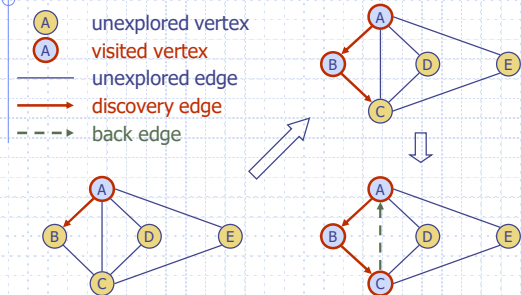 A unexplored vertex
A visited vertex
unexplored edge
discovery edge
back edge
A
B D E
C
A
B D E
C
A
B D E
C